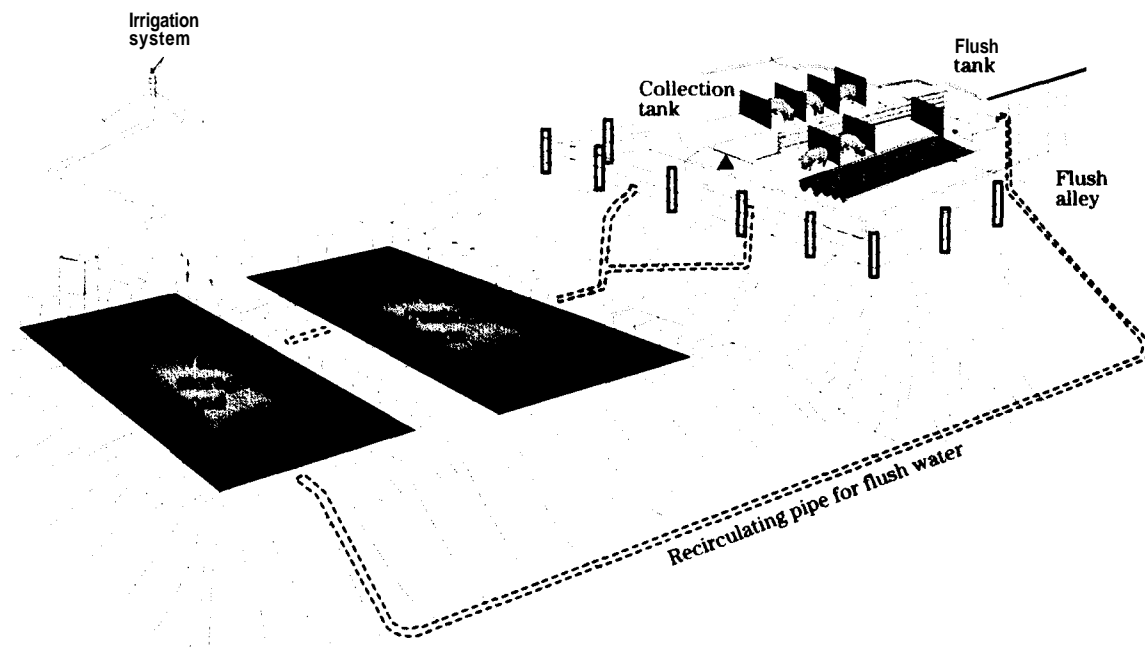 Irrigation
system
Collection
tank
Flush
tank
Flush
alley
Recirculating pipe for flush water